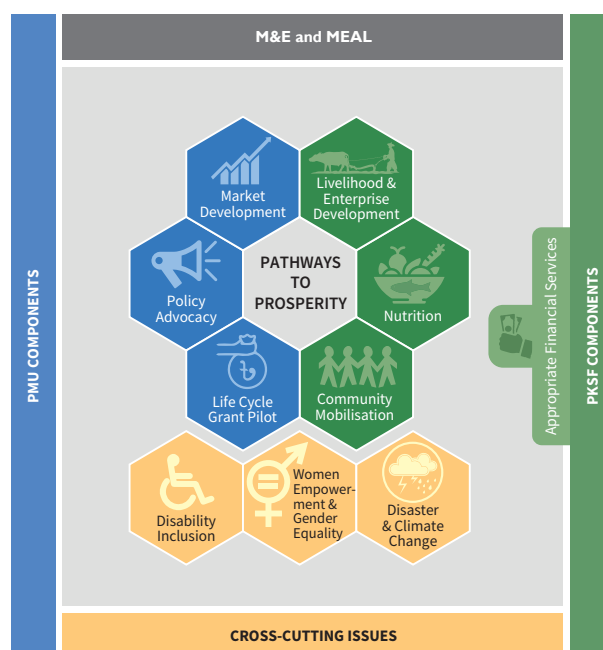 M&E and MEAL
PMU COMPONENTS
PKSF COMPONENTS
Market
Development
Livelihood &
Enterprise
Development
Policy
Advocacy
PATHWAYS
TO
PROSPERITY
Nutrition
Appropriate Financial Services
Life Cycle
Grant Pilot
৳
Community
Mobilisation
Disability
Inclusion
Women
Empower-
ment &
Gender
Equality
Disaster
& Climate
Change
CROSS-CUTTING ISSUES